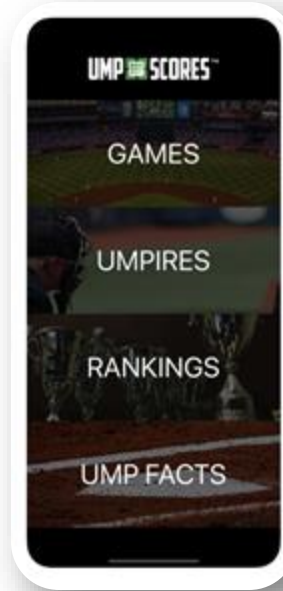 UMP SCORES™
GAMES
UMPIRES
RANKINGS
UMP FACTS